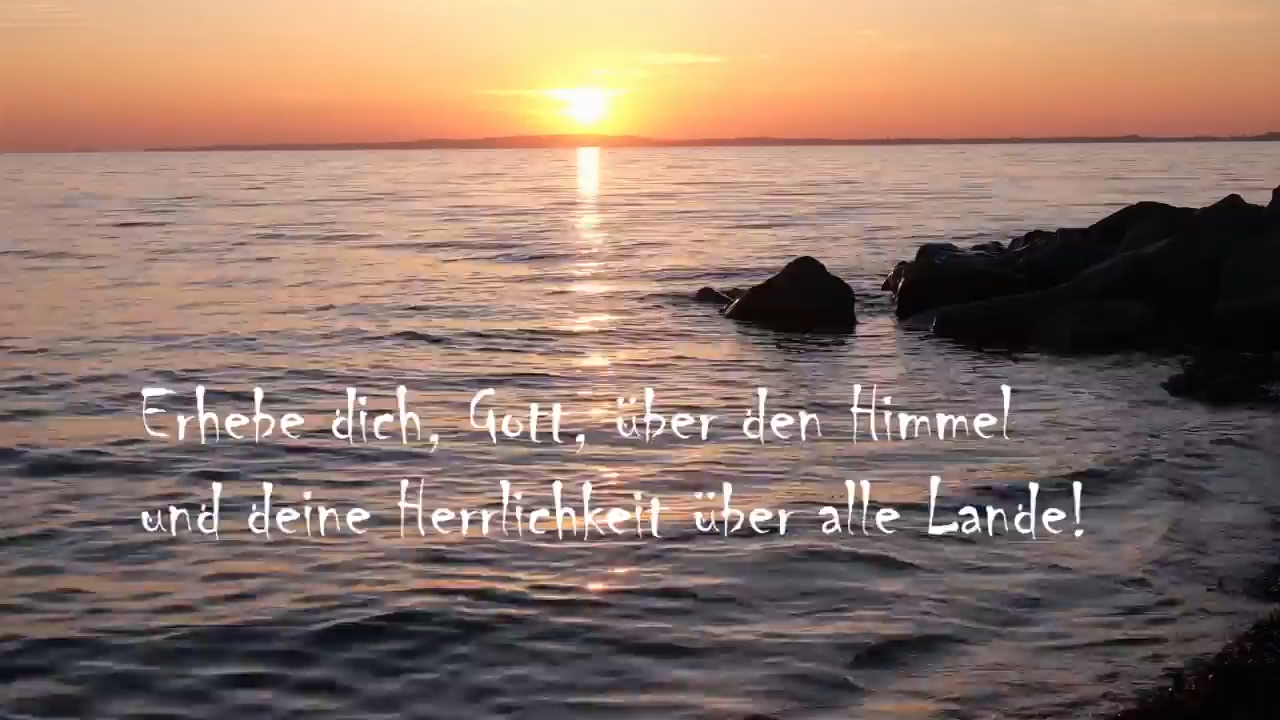 Erhebe dich, Gott, über den Himmel
und deine Herrlichkeit über alle Lande!